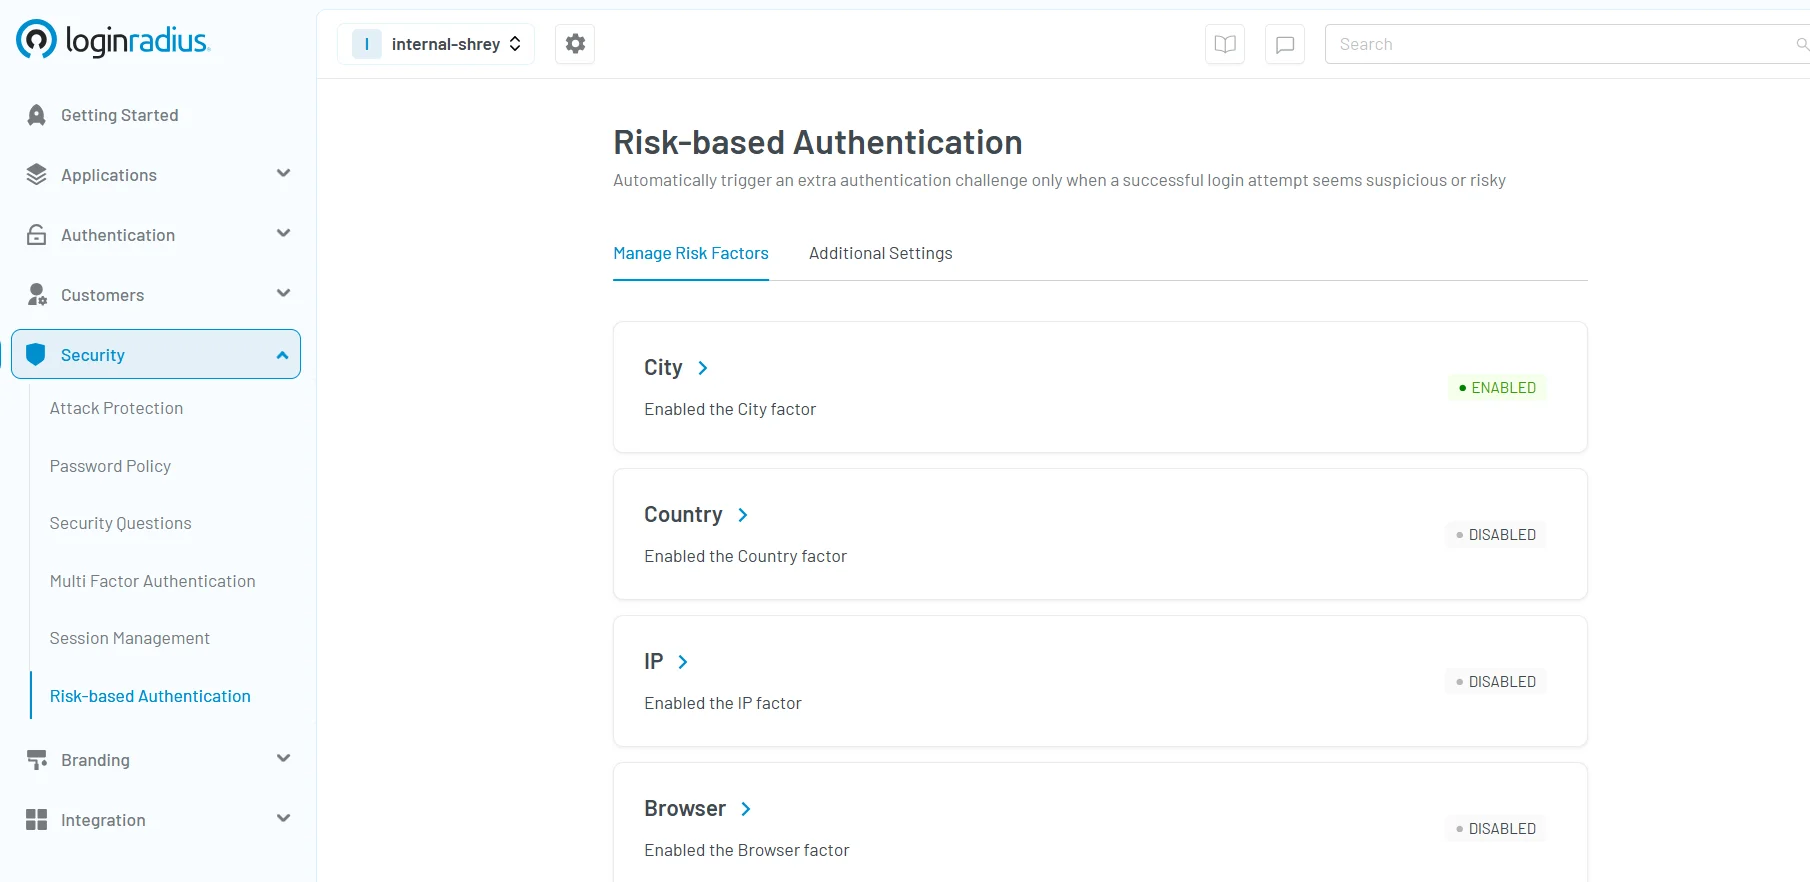 loginradius
I internal-shrey
Search
Getting Started
Applications
Authentication
Customers
Security
Attack Protection
Password Policy
Security Questions
Multi Factor Authentication
Session Management
Risk-based Authentication
Branding
Integration
Risk-based Authentication
Automatically trigger an extra authentication challenge only when a successful login attempt seems suspicious or risky
Manage Risk Factors Additional Settings
City
ENABLED
Enabled the City factor
Country
DISABLED
Enabled the Country factor
IP
DISABLED
Enabled the IP factor
Browser
DISABLED
Enabled the Browser factor